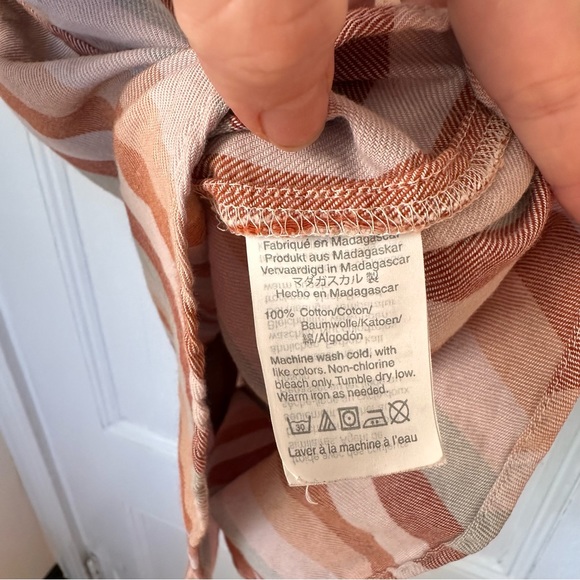 Fabriqué en Madagascar
Produkt aus Madagaskar
Vervaardigd in Madagascar
マダガスカル 製
Hecho en Madagascar
100% Cotton/Coton/
Baumwolle/Katoen/
綿/Algodón
Machine wash cold, with
like colors. Non-chlorine
bleach only. Tumble dry low.
Warm iron as needed.
30
Laver à la machine à l'eau